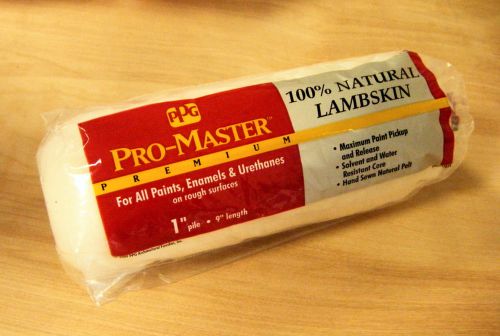 PPG
PRO-MASTER™
PREMIUM
For All Paints, Enamels & Urethanes
on rough surfaces
1" pile • 9" length
100% NATURAL
LAMBSKIN
• Maximum Paint Pickup
and Release
• Solvent and Water
Resistant Core
• Hand Sewn Natural Pelt